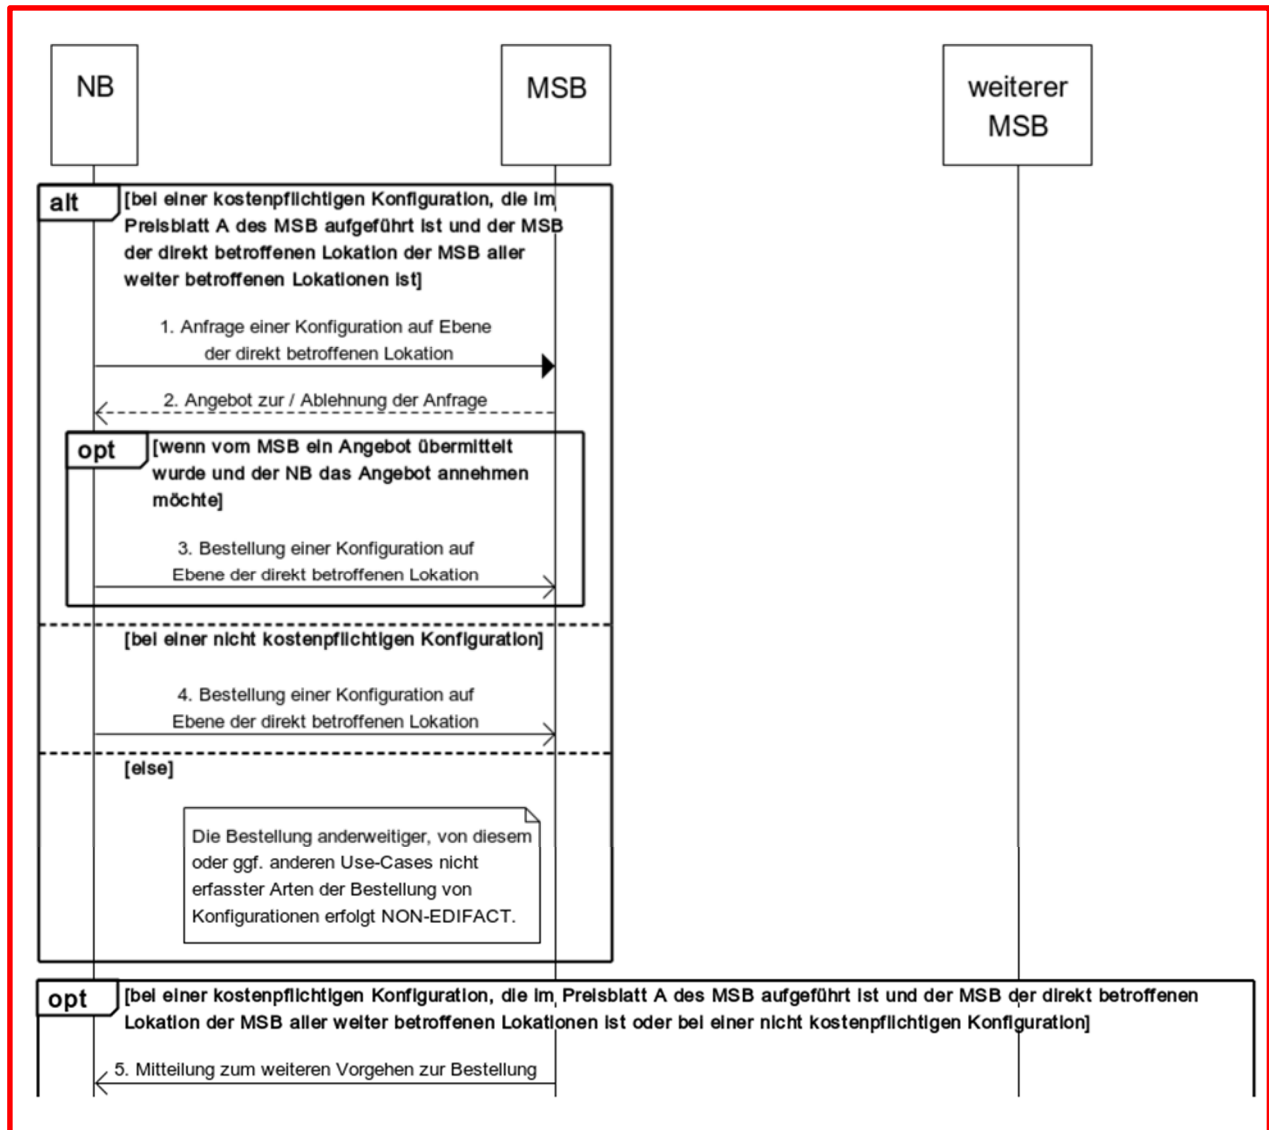 NB
MSB
weiterer
MSB
alt
[bei einer kostenpflichtigen Konfiguration, die im
Preisblatt A des MSB aufgeführt ist und der MSB
der direkt betroffenen Lokation der MSB aller
weiter betroffenen Lokationen ist]
1. Anfrage einer Konfiguration auf Ebene
der direkt betroffenen Lokation
2. Angebot zur / Ablehnung der Anfrage
opt
[wenn vom MSB ein Angebot übermittelt
wurde und der NB das Angebot annehmen
möchte]
3. Bestellung einer Konfiguration auf
Ebene der direkt betroffenen Lokation
[bei einer nicht kostenpflichtigen Konfiguration]
4. Bestellung einer Konfiguration auf
Ebene der direkt betroffenen Lokation
[else]
Die Bestellung anderweitiger, von diesem
oder ggf. anderen Use-Cases nicht
erfasster Arten der Bestellung von
Konfigurationen erfolgt NON-EDIFACT.
opt
[bei einer kostenpflichtigen Konfiguration, die im Preisblatt A des MSB aufgeführt ist und der MSB der direkt betroffenen
Lokation der MSB aller weiter betroffenen Lokationen ist oder bei einer nicht kostenpflichtigen Konfiguration]
5. Mitteilung zum weiteren Vorgehen zur Bestellung